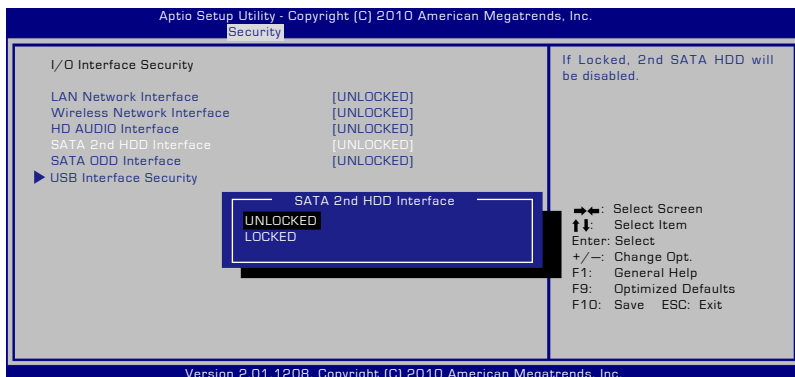 Aptio Setup Utility - Copyright (C) 2010 American Megatrends, Inc.
Security
I/O Interface Security
LAN Network Interface [UNLOCKED]
Wireless Network Interface [UNLOCKED]
HD AUDIO Interface [UNLOCKED]
SATA 2nd HDD Interface [UNLOCKED]
SATA ODD Interface [UNLOCKED]
USB Interface Security
SATA 2nd HDD Interface
UNLOCKED
LOCKED
If Locked, 2nd SATA HDD will
be disabled.
→←: Select Screen
↑↓: Select Item
Enter: Select
+/—: Change Opt.
F1: General Help
F9: Optimized Defaults
F10: Save ESC: Exit
Version 2.01.1208. Copyright (C) 2010 American Megatrends, Inc.